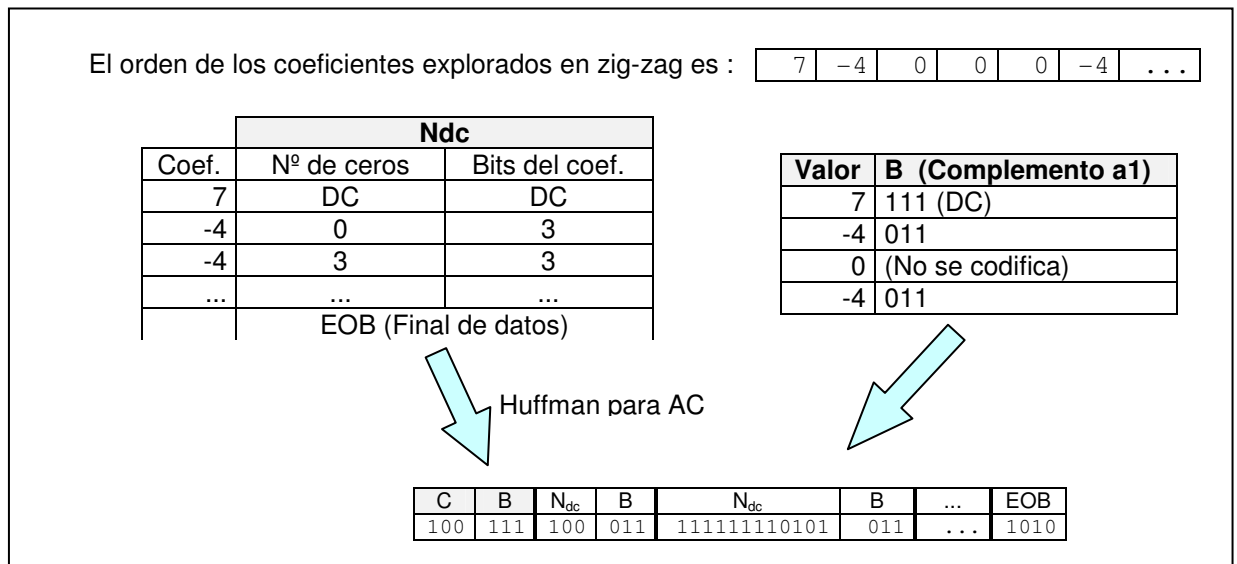 El orden de los coeficientes explorados en zig-zag es : 7 −4 0 0 0 −4 ...
Ndc
Coef. Nº de ceros Bits del coef.
7 DC DC
-4 0 3
-4 3 3
... ... ...
EOB (Final de datos)
Valor B (Complemento a1)
7 111 (DC)
-4 011
0 (No se codifica)
-4 011
Huffman para AC
C B Ndc B Ndc B ... EOB
100 111 100 011 111111110101 011 ... 1010